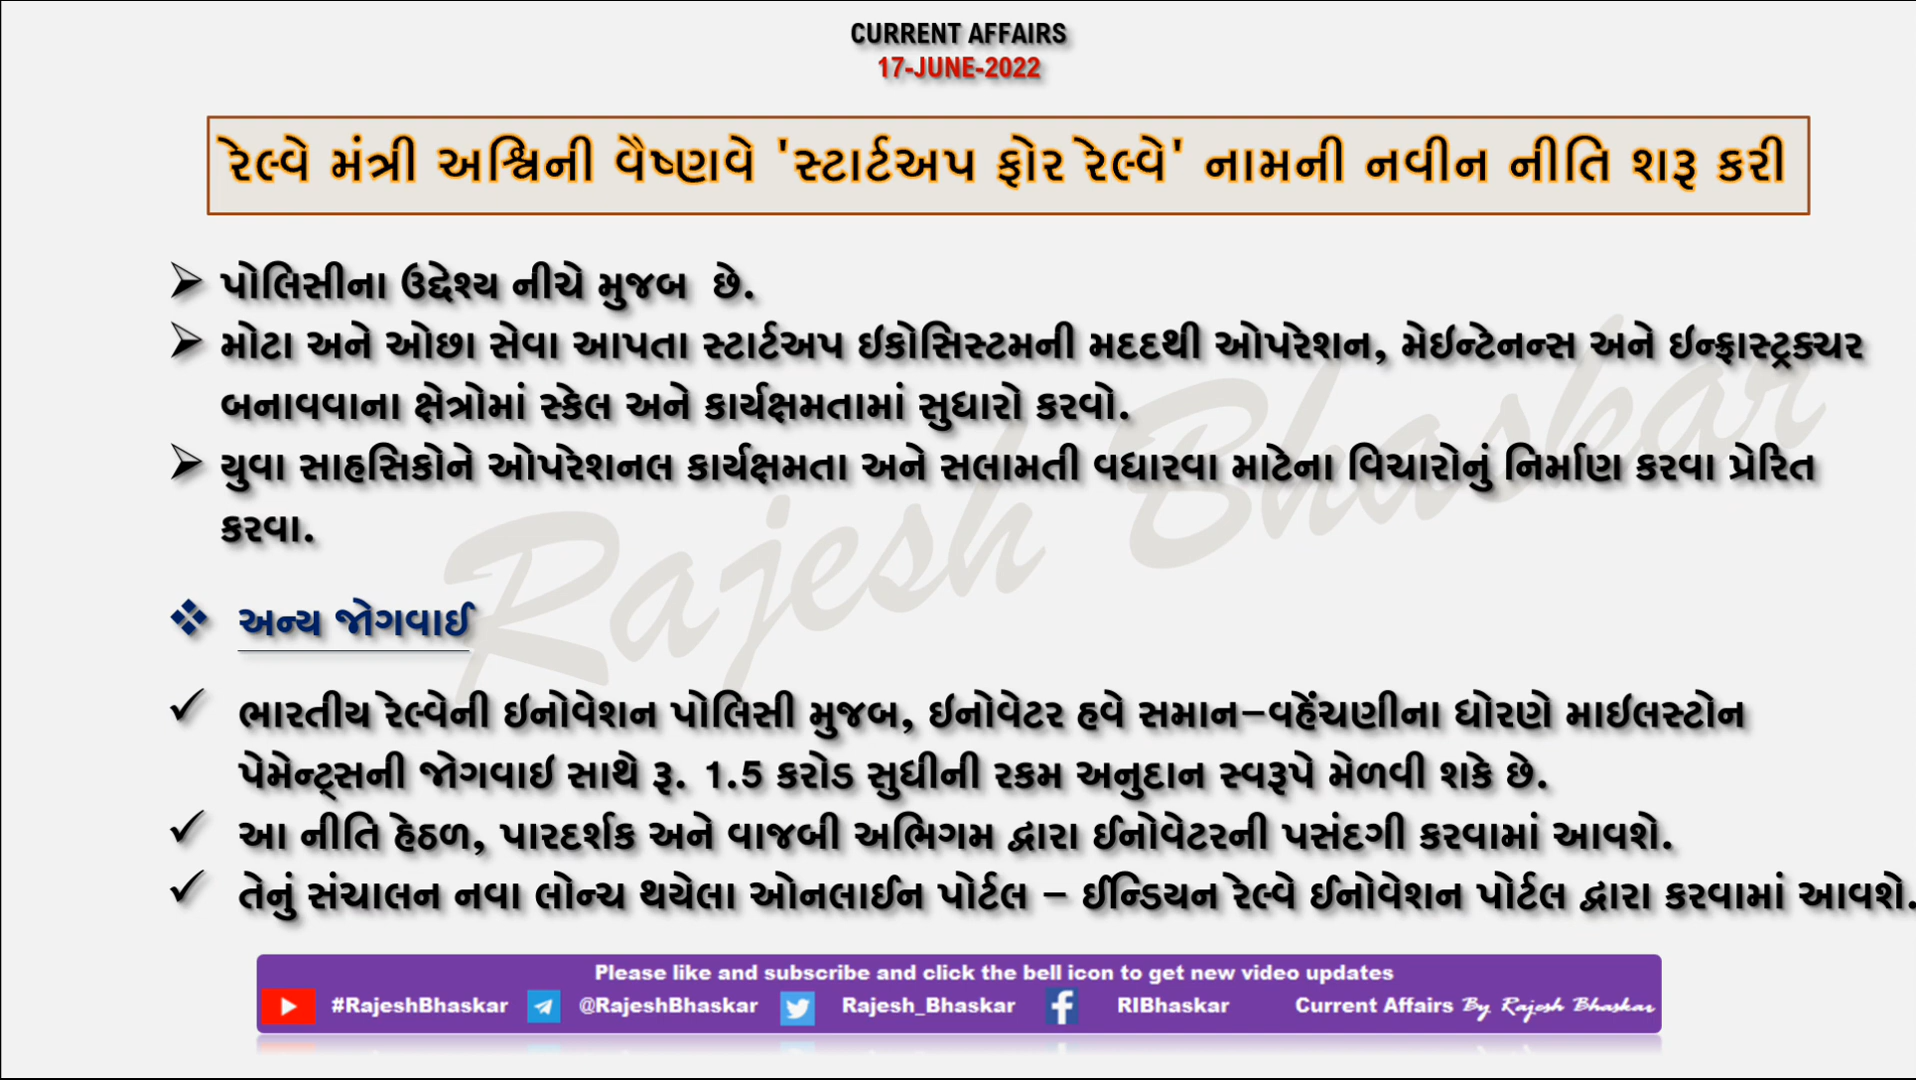 CURRENT AFFAIRS
17-JUNE-2022
રેલ્વે મંત્રી અશ્વિની વૈષ્ણવે 'સ્ટાર્ટઅપ ફોર રેલ્વે' નામની નવીન નીતિ શરૂ કરી
પોલિસીના ઉદ્દેશ્ય નીચે મુજબ છે.
મોટા અને ઓછા સેવા આપતા સ્ટાર્ટઅપ ઇકોસિસ્ટમની મદદથી ઓપરેશન, મેઇન્ટેનન્સ અને ઇન્ફ્રાસ્ટ્રક્ચર
બનાવવાના ક્ષેત્રોમાં સ્કેલ અને કાર્યક્ષમતામાં સુધારો કરવો.
યુવા સાહસિકોને ઓપરેશનલ કાર્યક્ષમતા અને સલામતી વધારવા માટેના વિચારોનું નિર્માણ કરવા પ્રેરિત
કરવા.
અન્ય જોગવાઈ
ભારતીય રેલ્વેની ઈનોવેશન પોલિસી મુજબ, ઇનોવેટર હવે સમાન-વહેંચણીના ધોરણે માઈલસ્ટોન
પેમેન્ટ્સની જોગવાઇ સાથે રૂ. 1.5 કરોડ સુધીની રકમ અનુદાન સ્વરૂપે મેળવી શકે છે.
આ નીતિ હેઠળ, પારદર્શક અને વાજબી અભિગમ દ્વારા ઈનોવેટરની પસંદગી કરવામાં આવશે.
તેનું સંચાલન નવા લોન્ચ થયેલા ઓનલાઈન પોર્ટલ - ઈન્ડિયન રેલ્વે ઈનોવેશન પોર્ટલ દ્વારા કરવામાં આવશે.
Rajesh Bhaskar
Please like and subscribe and click the bell icon to get new video updates
#RajeshBhaskar @RajeshBhaskar Rajesh_Bhaskar RIBhaskar Current Affairs By Rajesh Bhaskar